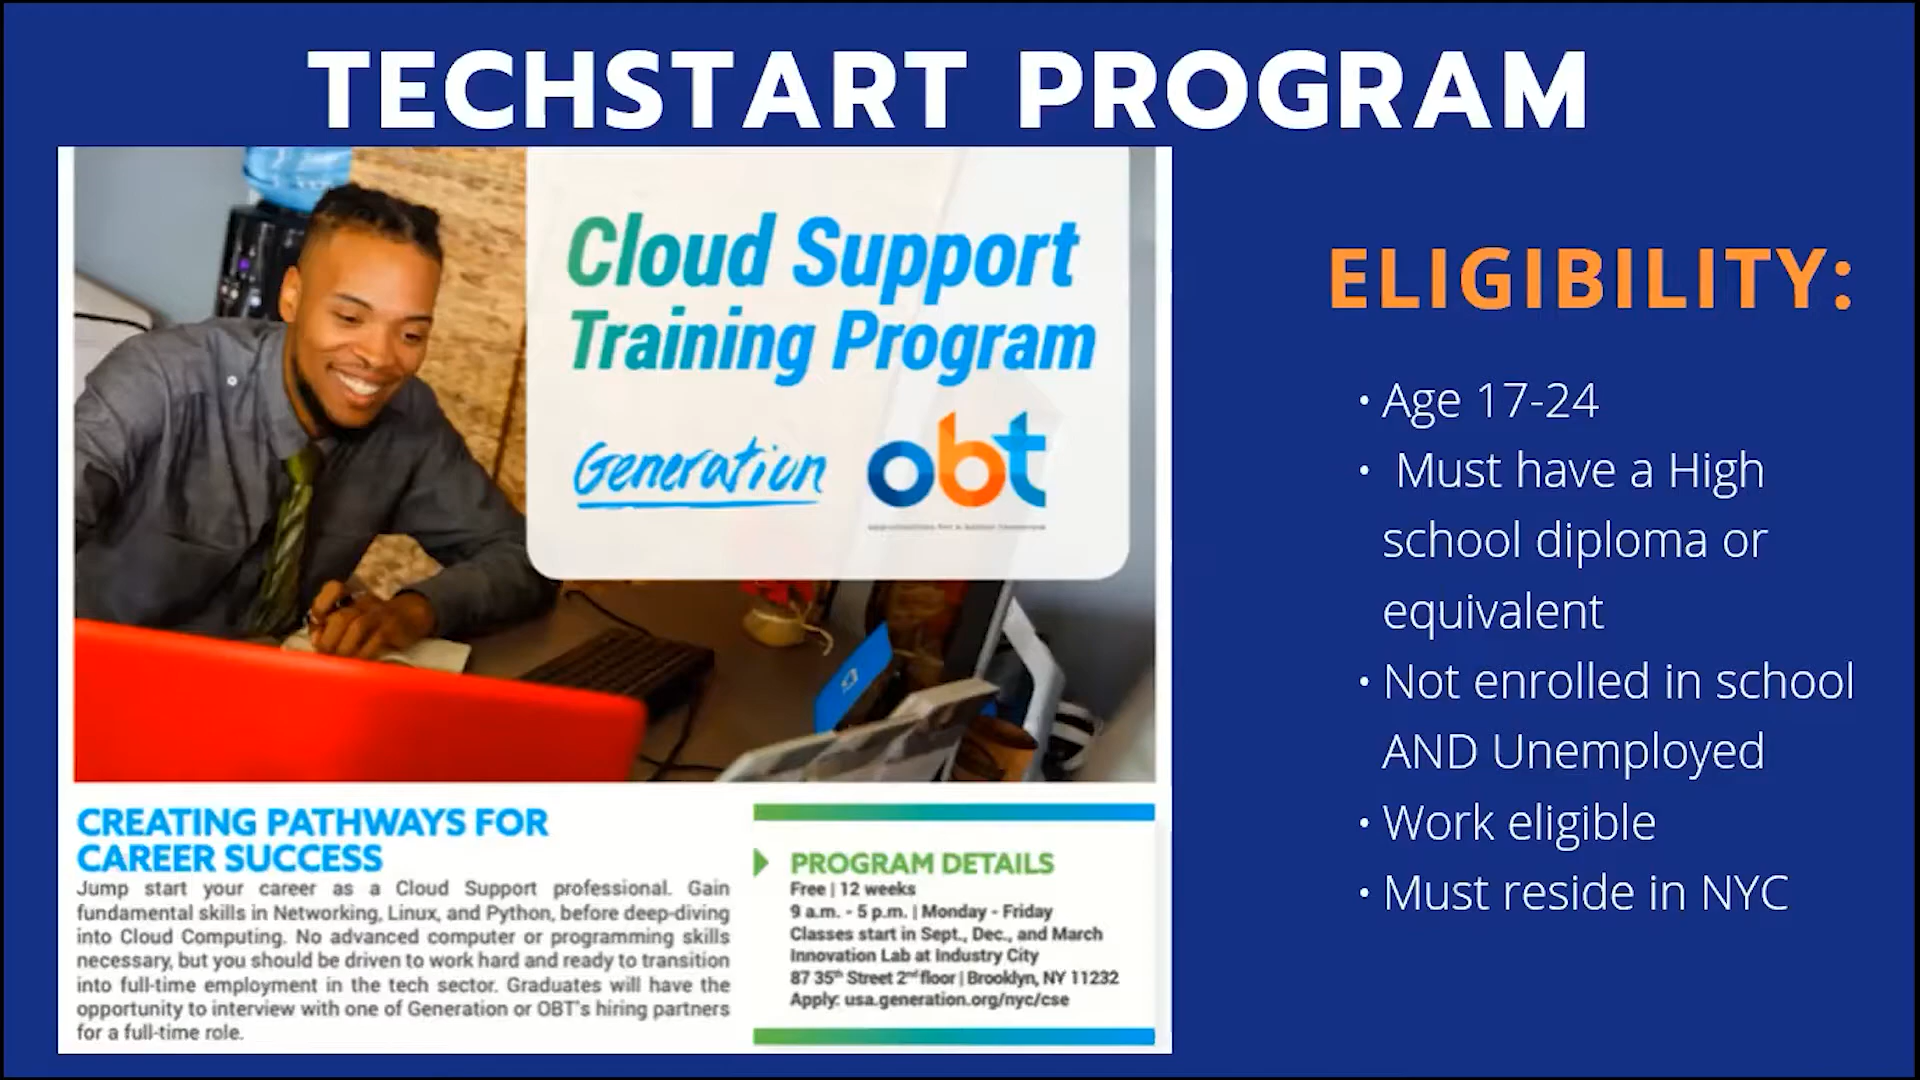 TECHSTART PROGRAM
Cloud Support
Training Program
Generation
obt
CREATING PATHWAYS FOR
CAREER SUCCESS
Jump start your career as a Cloud Support professional. Gain
fundamental skills in Networking, Linux, and Python, before deep-diving
into Cloud Computing. No advanced computer or programming skills
necessary, but you should be driven to work hard and ready to transition
into full-time employment in the tech sector. Graduates will have the
opportunity to interview with one of Generation or OBT's hiring partners
for a full-time role.
PROGRAM DETAILS
Free | 12 weeks
9 a.m. - 5 p.m. | Monday - Friday
Classes start in Sept., Dec., and March
Innovation Lab at Industry City
87 35th Street 2nd floor | Brooklyn, NY 11232
Apply: usa.generation.org/nyc/cse
ELIGIBILITY:
• Age 17-24
• Must have a High
school diploma or
equivalent
• Not enrolled in school
AND Unemployed
• Work eligible
• Must reside in NYC